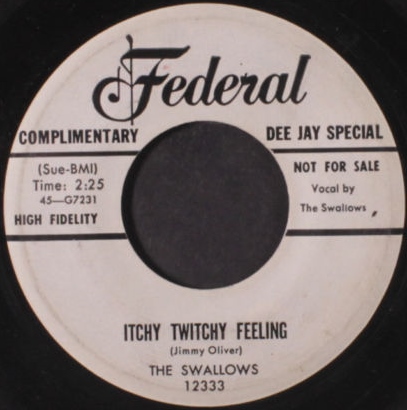 Federal
COMPLIMENTARY
DEE JAY SPECIAL
(Sue-BMI)
Time: 2:25
45—G7231
HIGH FIDELITY
NOT FOR SALE
Vocal by
The Swallows
ITCHY TWITCHY FEELING
(Jimmy Oliver)
THE SWALLOWS
12333